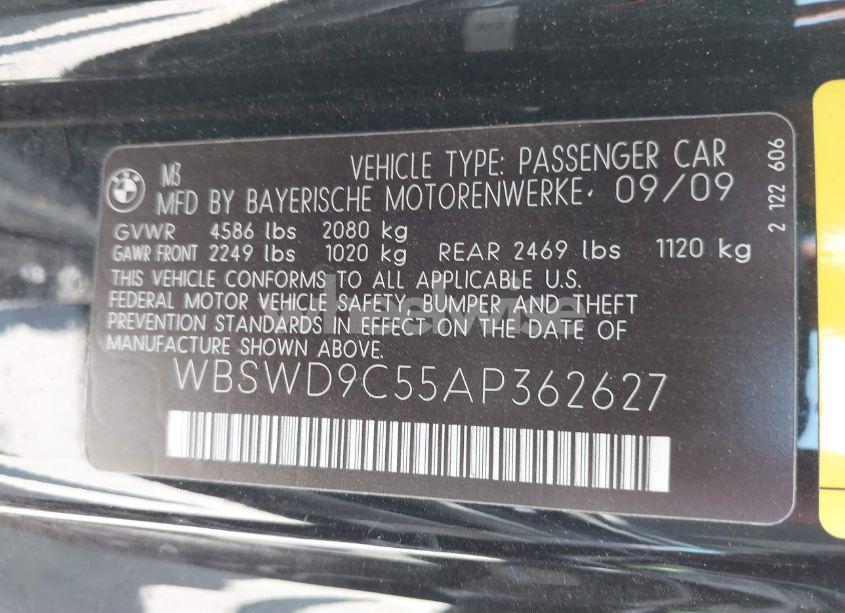 BMW
M3 VEHICLE TYPE: PASSENGER CAR
MFD BY BAYERISCHE MOTORENWERKE· 09/09
GVWR 4586 lbs 2080 kg
GAWR FRONT 2249 lbs 1020 kg REAR 2469 lbs 1120 kg
THIS VEHICLE CONFORMS TO ALL APPLICABLE U.S.
FEDERAL MOTOR VEHICLE SAFETY, BUMPER AND THEFT
PREVENTION STANDARDS IN EFFECT ON THE DATE OF
MANUFACTURE SHOWN ABOVE.
WBSWD9C55AP362627
2 122 606